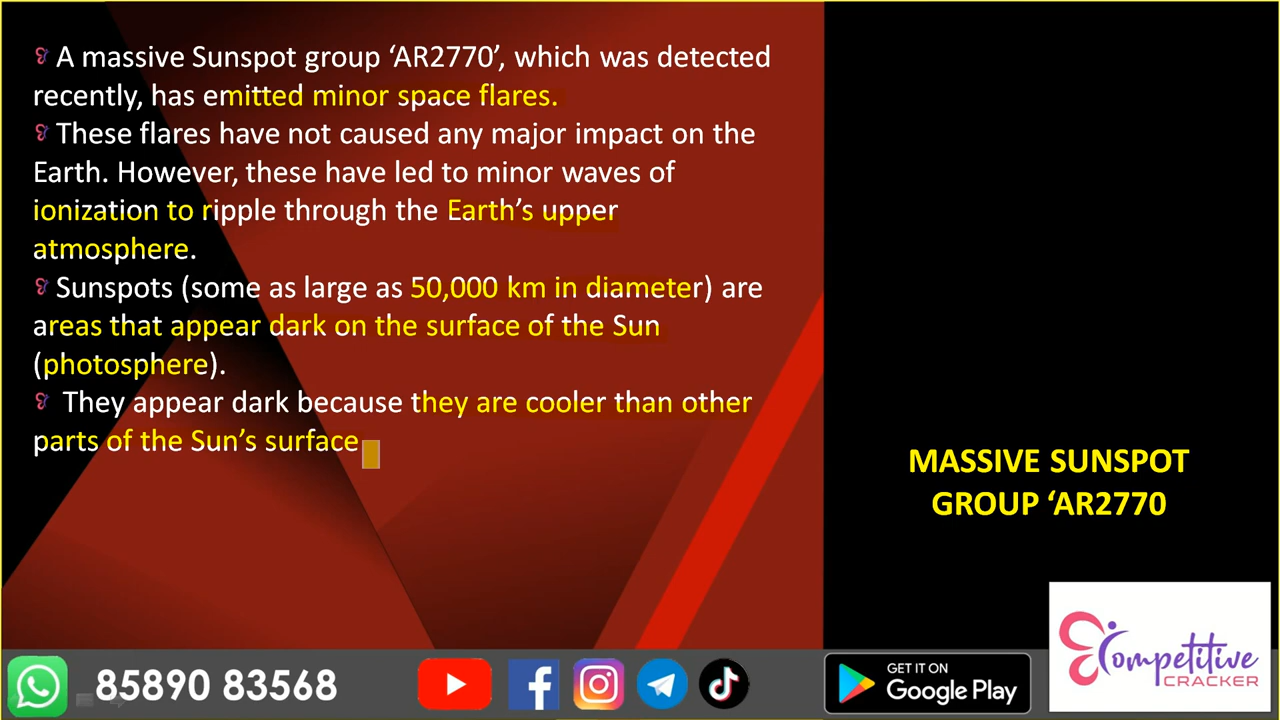 A massive Sunspot group ‘AR2770’, which was detected
recently, has emitted minor space flares.
These flares have not caused any major impact on the
Earth. However, these have led to minor waves of
ionization to ripple through the Earth’s upper
atmosphere.
Sunspots (some as large as 50,000 km in diameter) are
areas that appear dark on the surface of the Sun
(photosphere).
They appear dark because they are cooler than other
parts of the Sun’s surface
MASSIVE SUNSPOT
GROUP ‘AR2770
85890 83568
GET IT ON
Google Play
Competitive
CRACKER